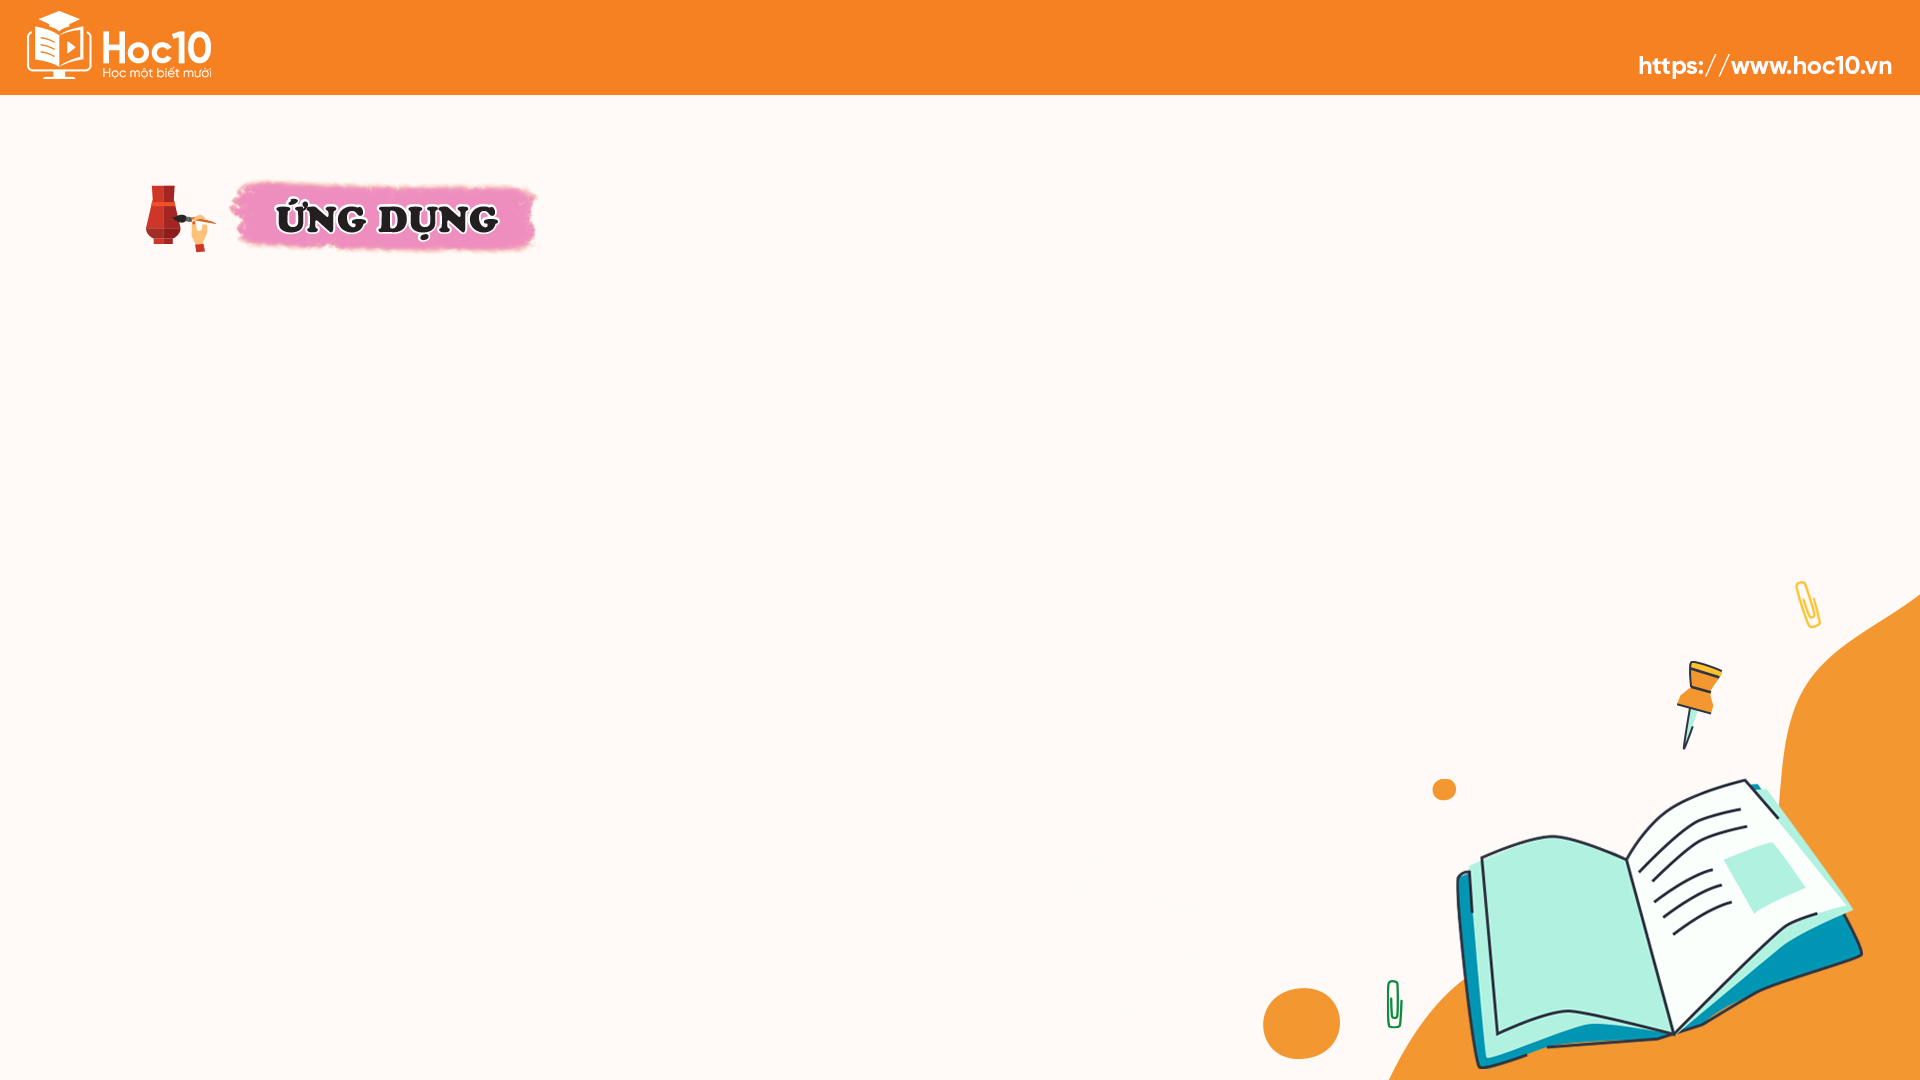 Hoc10
Học một biết mười
https://www.hoc10.vn
ỨNG DỤNG